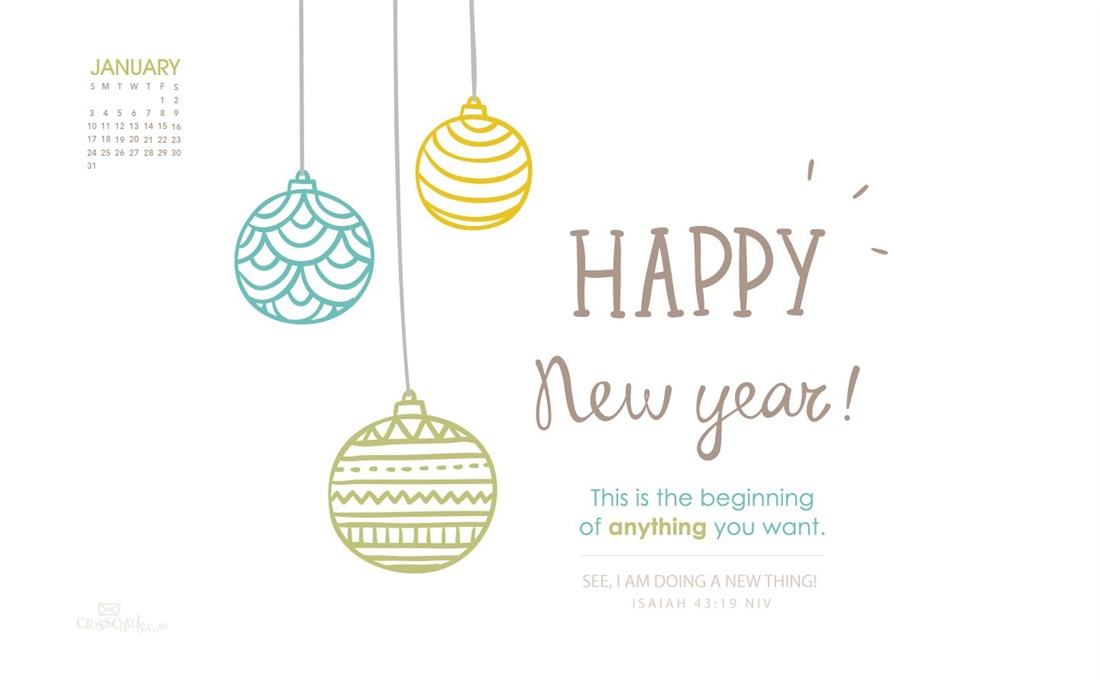 JANUARY
S M T W T F S
1 2
3 4 5 6 7 8 9
10 11 12 13 14 15 16
17 18 19 20 21 22 23
24 25 26 27 28 29 30
31
HAPPY
New year!
This is the beginning
of anything you want.
SEE, I AM DOING A NEW THING!
ISAIAH 43:19 NIV
crosscards.com